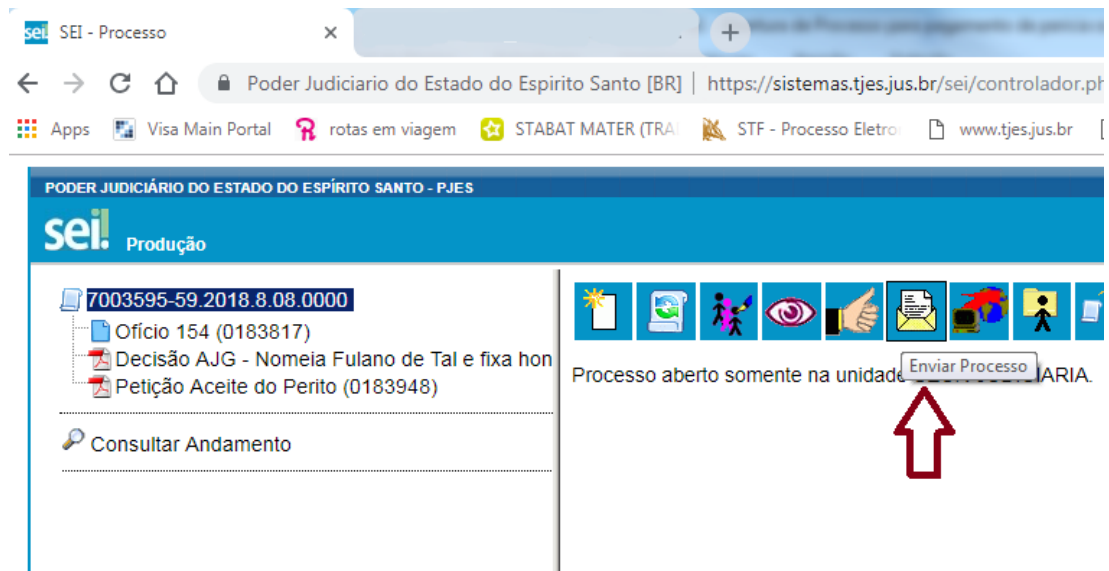 sei! SEI - Processo
Poder Judiciario do Estado do Espirito Santo [BR] | https://sistemas.tjes.jus.br/sei/controlador.ph
Apps Visa Main Portal rotas em viagem STABAT MATER (TRA STF - Processo Eletro www.tjes.jus.br
PODER JUDICIÁRIO DO ESTADO DO ESPÍRITO SANTO - PJES
sei! Produção
7003595-59.2018.8.08.0000
Ofício 154 (0183817)
Decisão AJG - Nomeia Fulano de Tal e fixa hon
Petição Aceite do Perito (0183948)
Consultar Andamento
Enviar Processo
Processo aberto somente na unidade